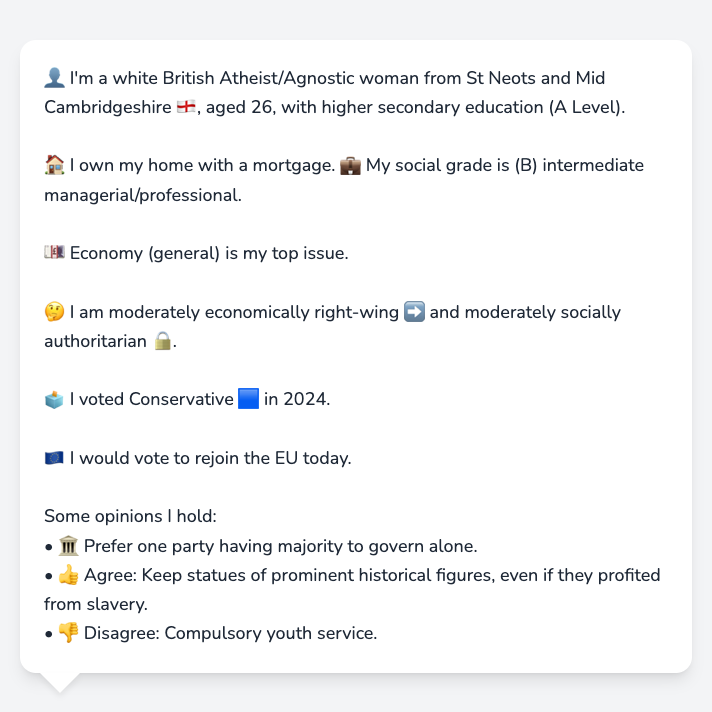 👤 I'm a white British Atheist/Agnostic woman from St Neots and Mid
Cambridgeshire 🏴󠁧󠁢󠁥󠁮󠁧󠁿, aged 26, with higher secondary education (A Level).
🏠 I own my home with a mortgage. 💼 My social grade is (B) intermediate
managerial/professional.
💷 Economy (general) is my top issue.
🤔 I am moderately economically right-wing ➡️ and moderately socially
authoritarian 🔒.
🗳️ I voted Conservative 🟦 in 2024.
🇪🇺 I would vote to rejoin the EU today.
Some opinions I hold:
• 🏛️ Prefer one party having majority to govern alone.
• 👍 Agree: Keep statues of prominent historical figures, even if they profited
from slavery.
• 👎 Disagree: Compulsory youth service.